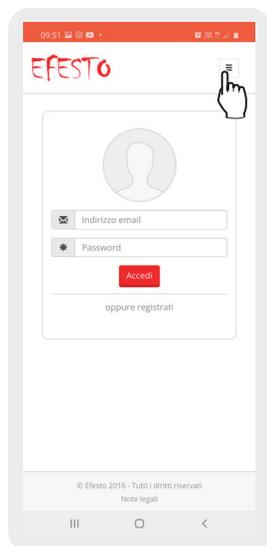 09:51
EFESTO
Indirizzo email
Password
Accedi
oppure registrati
© Efesto 2016 - Tutti i diritti riservati
Note legali